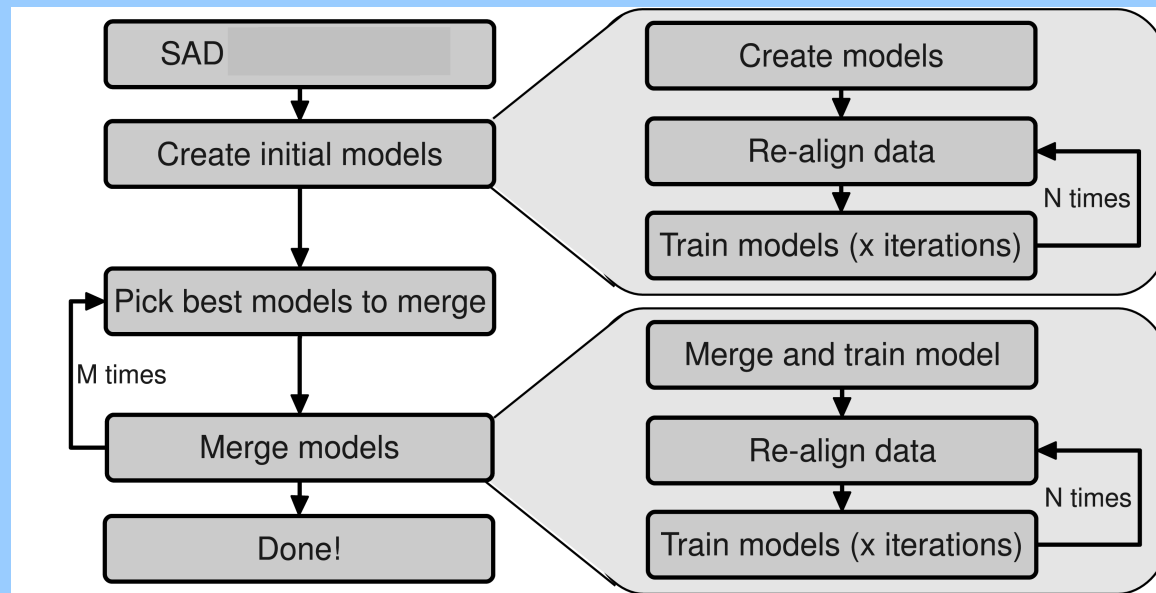 SAD
Create initial models
Pick best models to merge
M times
Merge models
Done!
Create models
Re-align data
N times
Train models (x iterations)
Merge and train model
Re-align data
N times
Train models (x iterations)